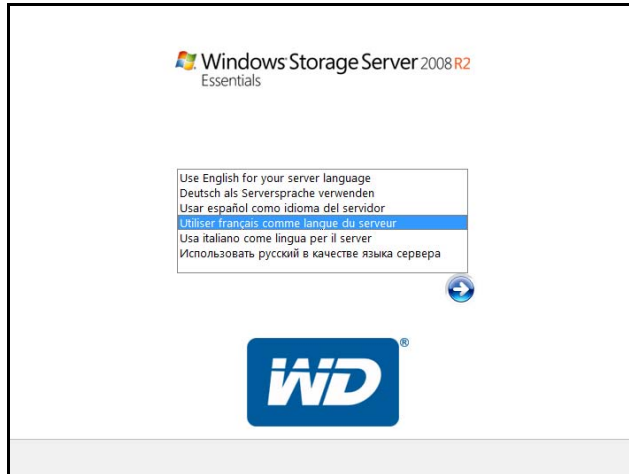 Windows Storage Server 2008 R2
Essentials
Use English for your server language
Deutsch als Serversprache verwenden
Usar español como idioma del servidor
Utiliser français comme langue du serveur
Usa italiano come lingua per il server
Использовать русский в качестве языка сервера
WD®